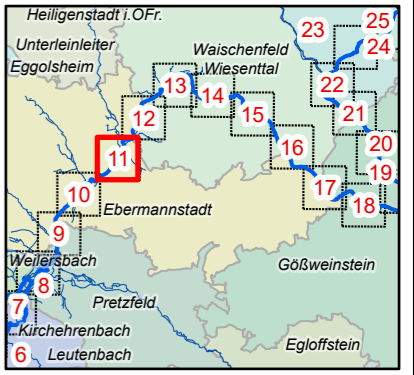 Heiligenstadt i.OFr.
23
25
24
Unterleinleiter
Eggolsheim
Waischenfeld
Wiesenttal
13
14
22
12
15
21
11
16
20
19
10
17
18
Ebermannstadt
9
Weilersbach
8
Gößweinstein
7
Pretzfeld
Kirchehrenbach
6
Leutenbach
Egloffstein